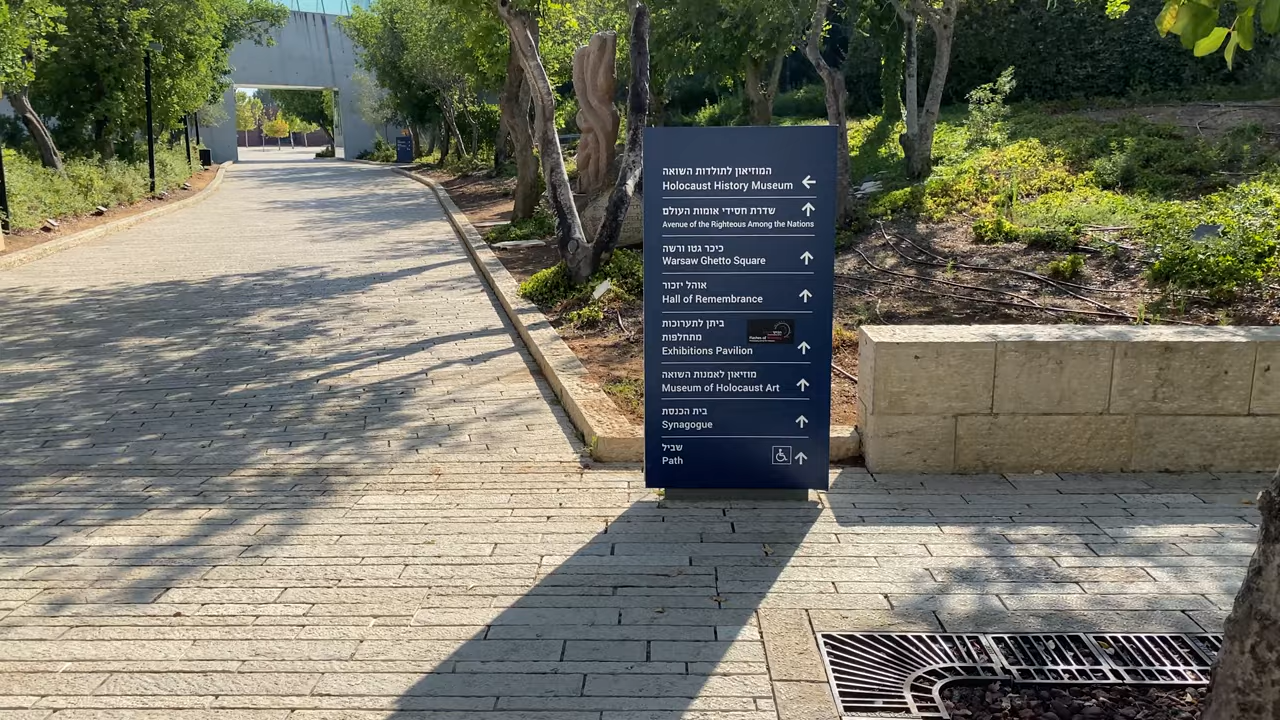 המוזיאון לתולדות השואה
Holocaust History Museum
שדרת חסידי אומות העולם
Avenue of the Righteous Among the Nations
כיכר גטו ורשה
Warsaw Ghetto Square
אוהל יזכור
Hall of Remembrance
ביתן לתערוכות
מתחלפות
Exhibitions Pavilion
מוזיאון לאמנות השואה
Museum of Holocaust Art
בית הכנסת
Synagogue
שביל
Path